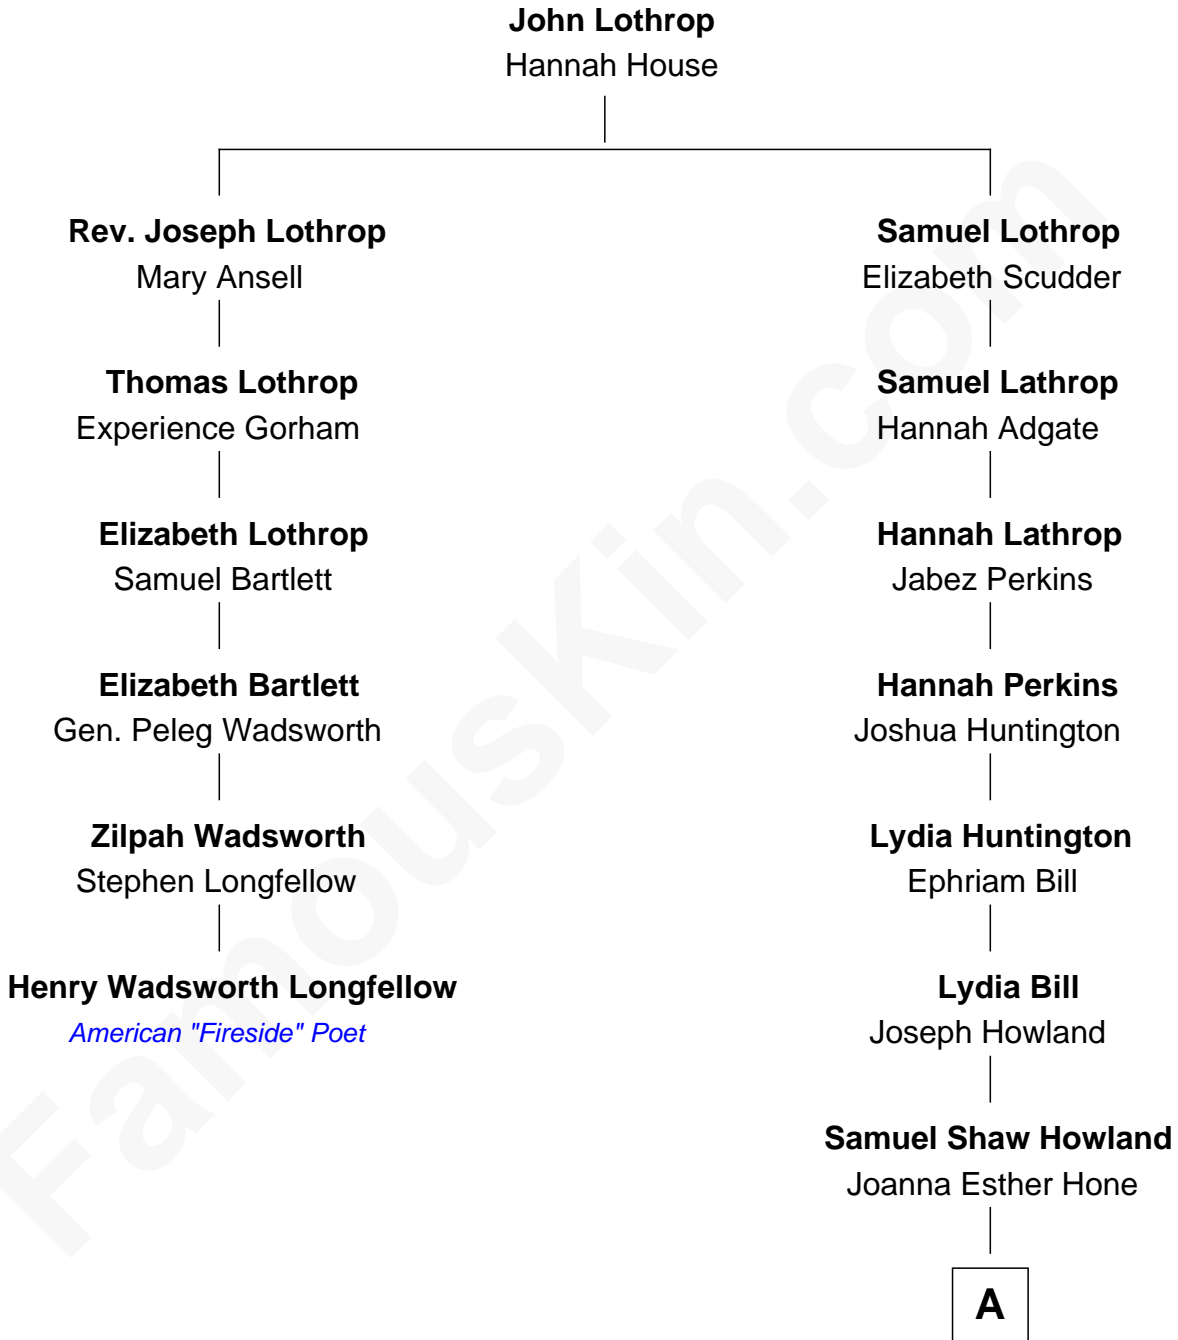 John Lothrop
Hannah House
Rev. Joseph Lothrop
Mary Ansell
Thomas Lothrop
Experience Gorham
Elizabeth Lothrop
Samuel Bartlett
Elizabeth Bartlett
Gen. Peleg Wadsworth
Zilpah Wadsworth
Stephen Longfellow
Henry Wadsworth Longfellow
American "Fireside" Poet
Samuel Lothrop
Elizabeth Scudder
Samuel Lathrop
Hannah Adgate
Hannah Lathrop
Jabez Perkins
Hannah Perkins
Joshua Huntington
Lydia Huntington
Ephriam Bill
Lydia Bill
Joseph Howland
Samuel Shaw Howland
Joanna Esther Hone
A
FamousKin.com